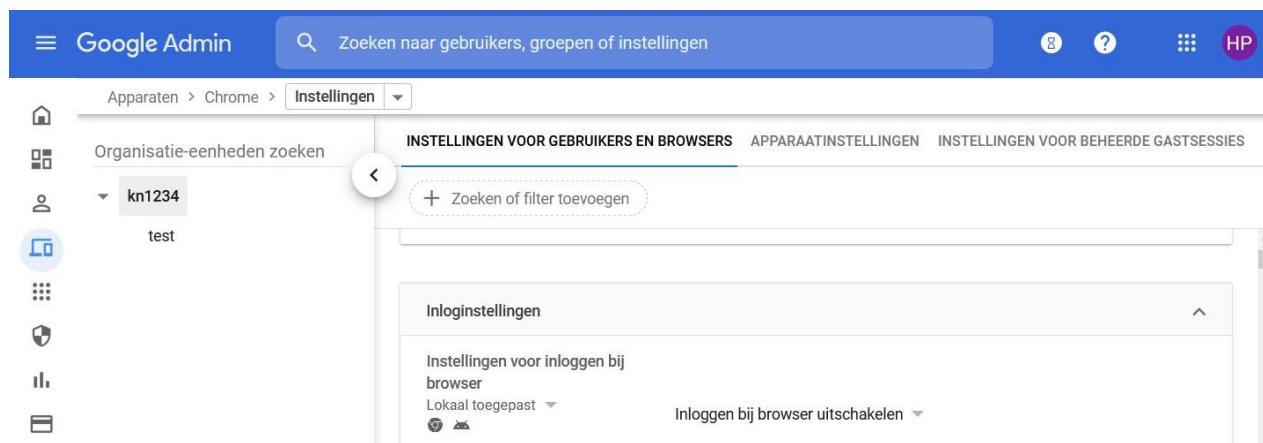 Google Admin
Zoeken naar gebruikers, groepen of instellingen
8
?
HP
Apparaten > Chrome > Instellingen
Organisatie-eenheden zoeken
kn1234
test
INSTELLINGEN VOOR GEBRUIKERS EN BROWSERS APPARAATINSTELLINGEN INSTELLINGEN VOOR BEHEERDE GASTSESSIES
+ Zoeken of filter toevoegen
Inloginstellingen
Instellingen voor inloggen bij
browser
Lokaal toegepast
Inloggen bij browser uitschakelen